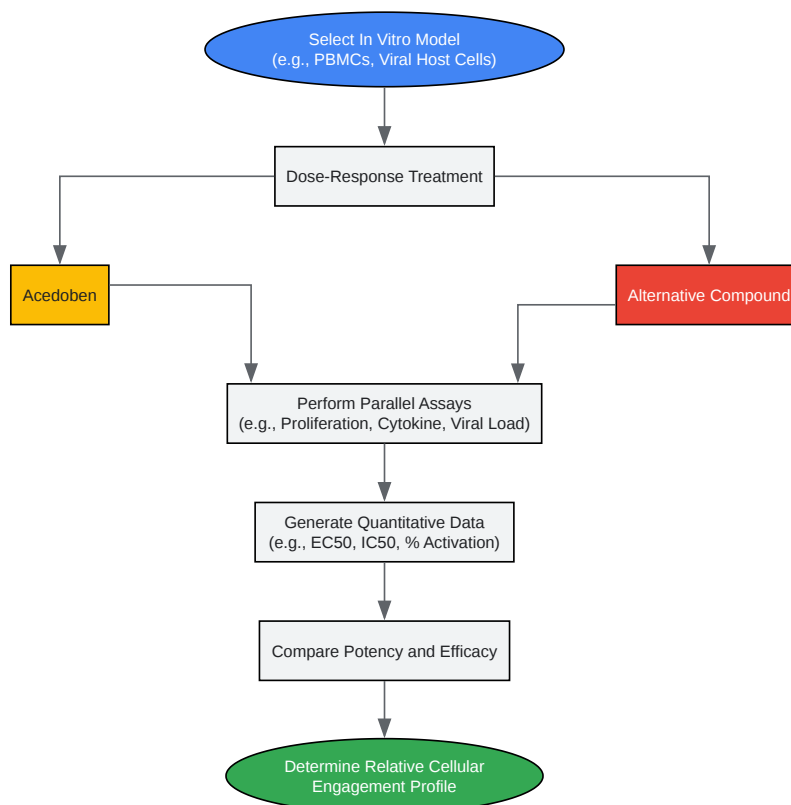 Select In Vitro Model
(e.g., PBMCs, Viral Host Cells)
Dose-Response Treatment
Acedoben
Alternative Compound
Perform Parallel Assays
(e.g., Proliferation, Cytokine, Viral Load)
Generate Quantitative Data
(e.g., EC50, IC50, % Activation)
Compare Potency and Efficacy
Determine Relative Cellular
Engagement Profile